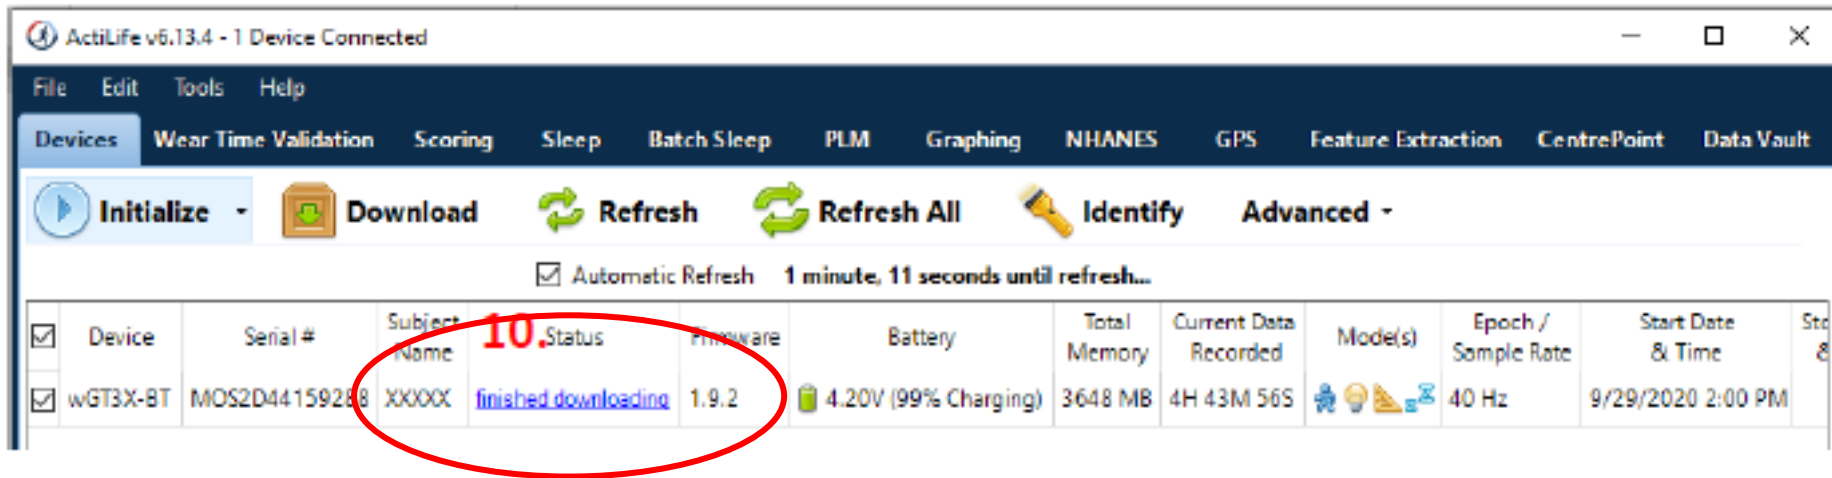 ActiLife v6.13.4 - 1 Device Connected
File Edit Tools Help
Devices Wear Time Validation Scoring Sleep Batch Sleep PLM Graphing NHANES GPS Feature Extraction CentrePoint Data Vault
Initialize Download Refresh Refresh All Identify Advanced
Automatic Refresh 1 minute, 11 seconds until refresh...
Device Serial # Subject Name 10. Status Firmware Battery Total Memory Current Data Recorded Mode(s) Epoch / Sample Rate Start Date & Time Sto &
wGT3X-BT MOS2D44159288 XXXXX finished downloading 1.9.2 4.20V (99% Charging) 3648 MB 4H 43M 56S 40 Hz 9/29/2020 2:00 PM